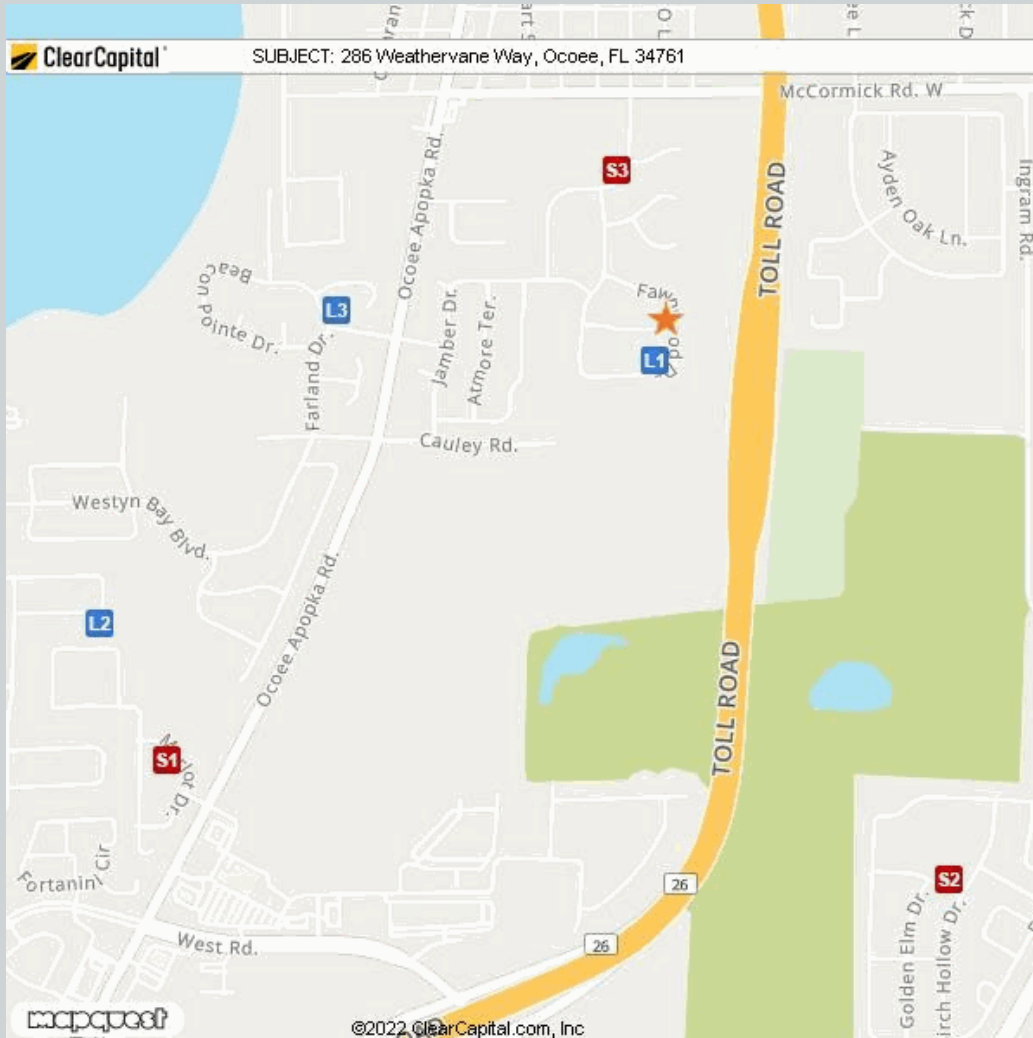 ClearCapital
SUBJECT: 286 Weathervane Way, Ocoee, FL 34761
McCormick Rd. W
S3
TOLL ROAD
Ayden Oak Ln.
Ingram Rd.
Ocoee Apopka Rd.
Beacon Pointe Dr.
L3
Farland Dr.
Jamber Dr.
Atmore Ter.
L1
Cauley Rd.
Westyn Bay Blvd.
Ocoee Apopka Rd.
L2
TOLL ROAD
S1
Fortanini Cir
West Rd.
26
26
S2
Golden Elm Dr.
irch Hollow Dr.
mapquest
©2022 ClearCapital.com, Inc